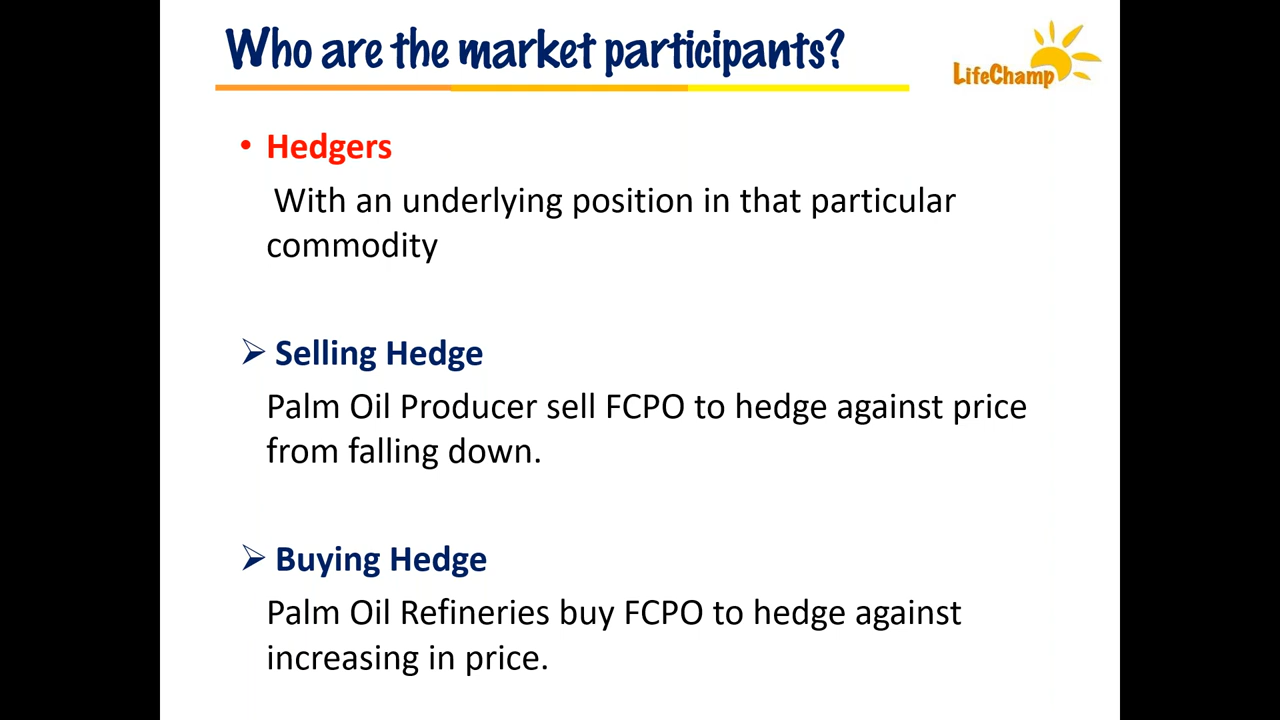 Who are the market participants?
LifeChamp
• Hedgers
With an underlying position in that particular
commodity
➢ Selling Hedge
Palm Oil Producer sell FCPO to hedge against price
from falling down.
➢ Buying Hedge
Palm Oil Refineries buy FCPO to hedge against
increasing in price.